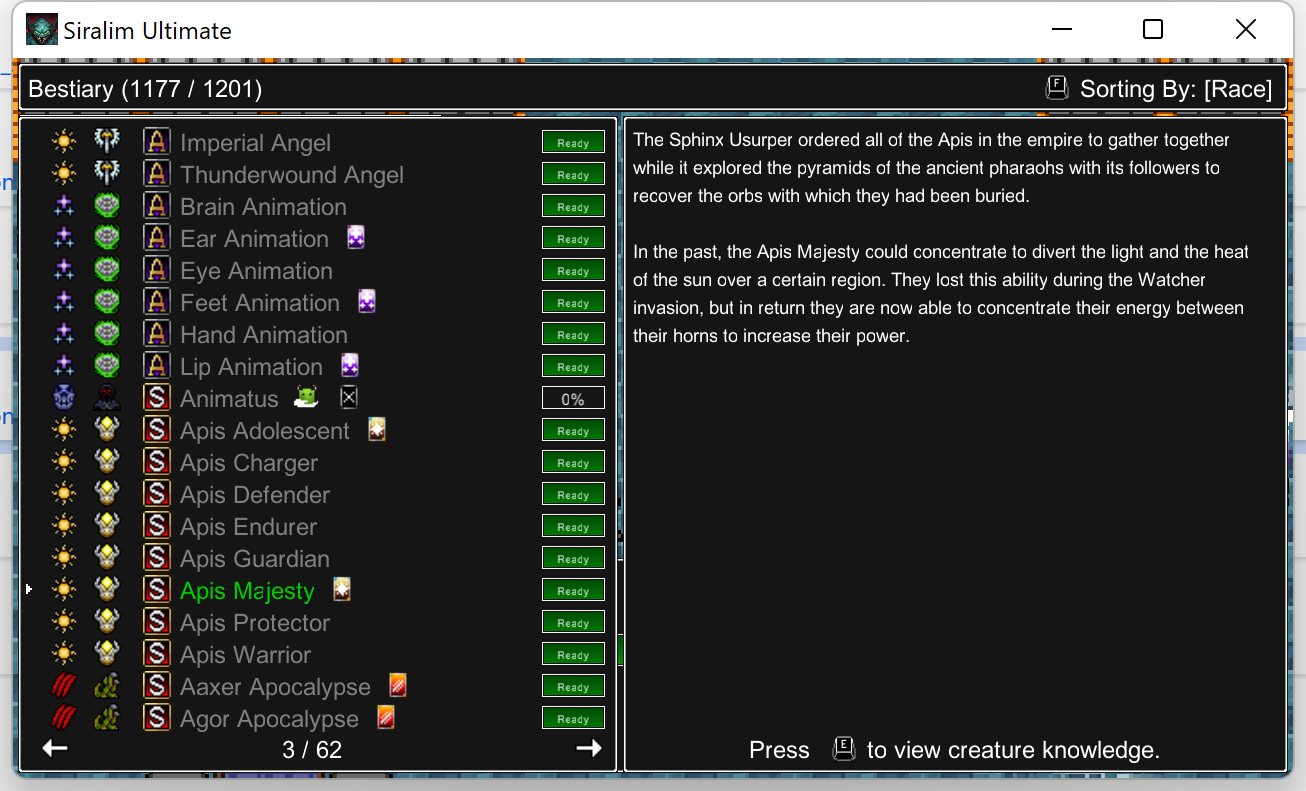 Siralim Ultimate
Bestiary (1177 / 1201)
F Sorting By: [Race]
A Imperial Angel Ready
A Thunderwound Angel Ready
A Brain Animation Ready
A Ear Animation Ready
A Eye Animation Ready
A Feet Animation Ready
A Hand Animation Ready
A Lip Animation Ready
S Animatus 0%
S Apis Adolescent Ready
S Apis Charger Ready
S Apis Defender Ready
S Apis Endurer Ready
S Apis Guardian Ready
S Apis Majesty Ready
S Apis Protector Ready
S Apis Warrior Ready
S Aaxer Apocalypse Ready
S Agor Apocalypse Ready
3 / 62
The Sphinx Usurper ordered all of the Apis in the empire to gather together
while it explored the pyramids of the ancient pharaohs with its followers to
recover the orbs with which they had been buried.
In the past, the Apis Majesty could concentrate to divert the light and the heat
of the sun over a certain region. They lost this ability during the Watcher
invasion, but in return they are now able to concentrate their energy between
their horns to increase their power.
Press E to view creature knowledge.